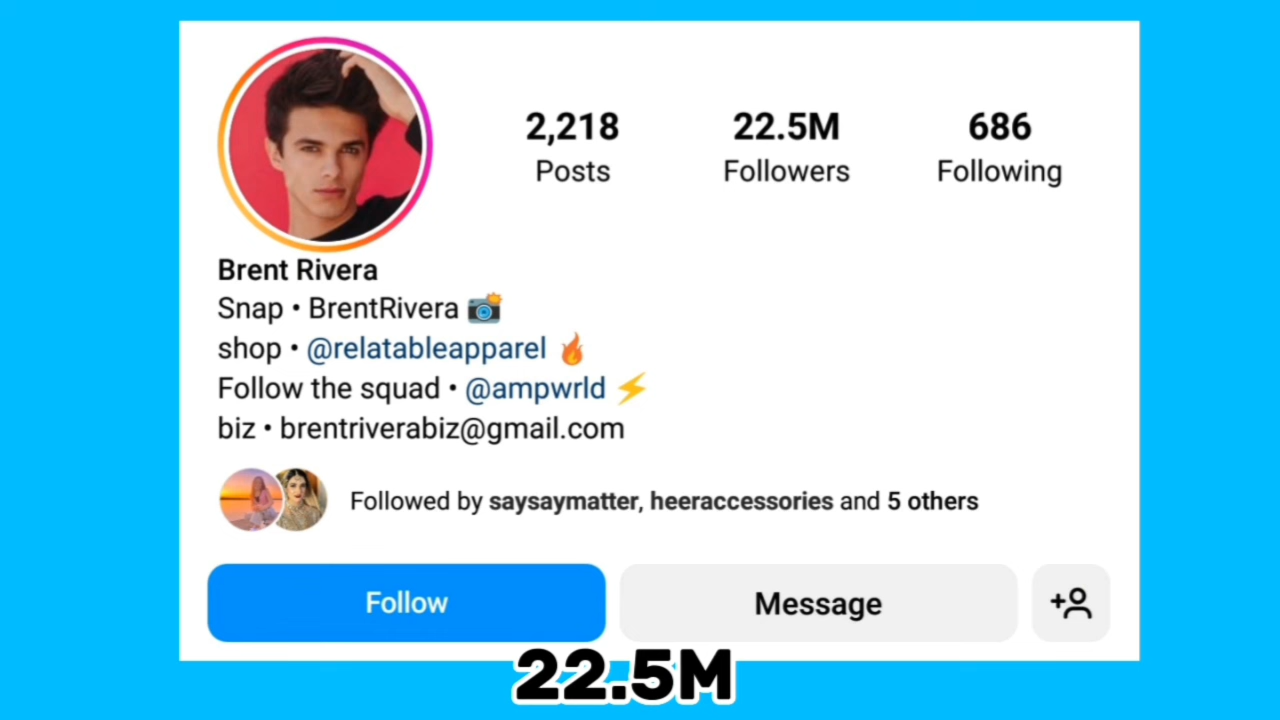 2,218 22.5M 686
Posts Followers Following
Brent Rivera
Snap • BrentRivera 📸
shop • @relatableapparel 🔥
Follow the squad • @ampwrld ⚡
biz • brentriverabiz@gmail.com
Followed by saysaymatter, heeraccessories and 5 others
Follow Message
22.5M